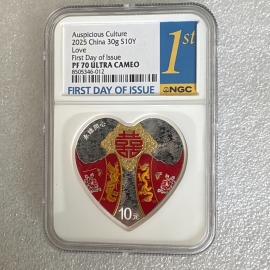 Auspicious Culture
2025 China 30g S10Y
Love
First Day of Issue
PF 70 ULTRA CAMEO
8505346-012
1st
FIRST DAY OF ISSUE
NGC
囍
10元